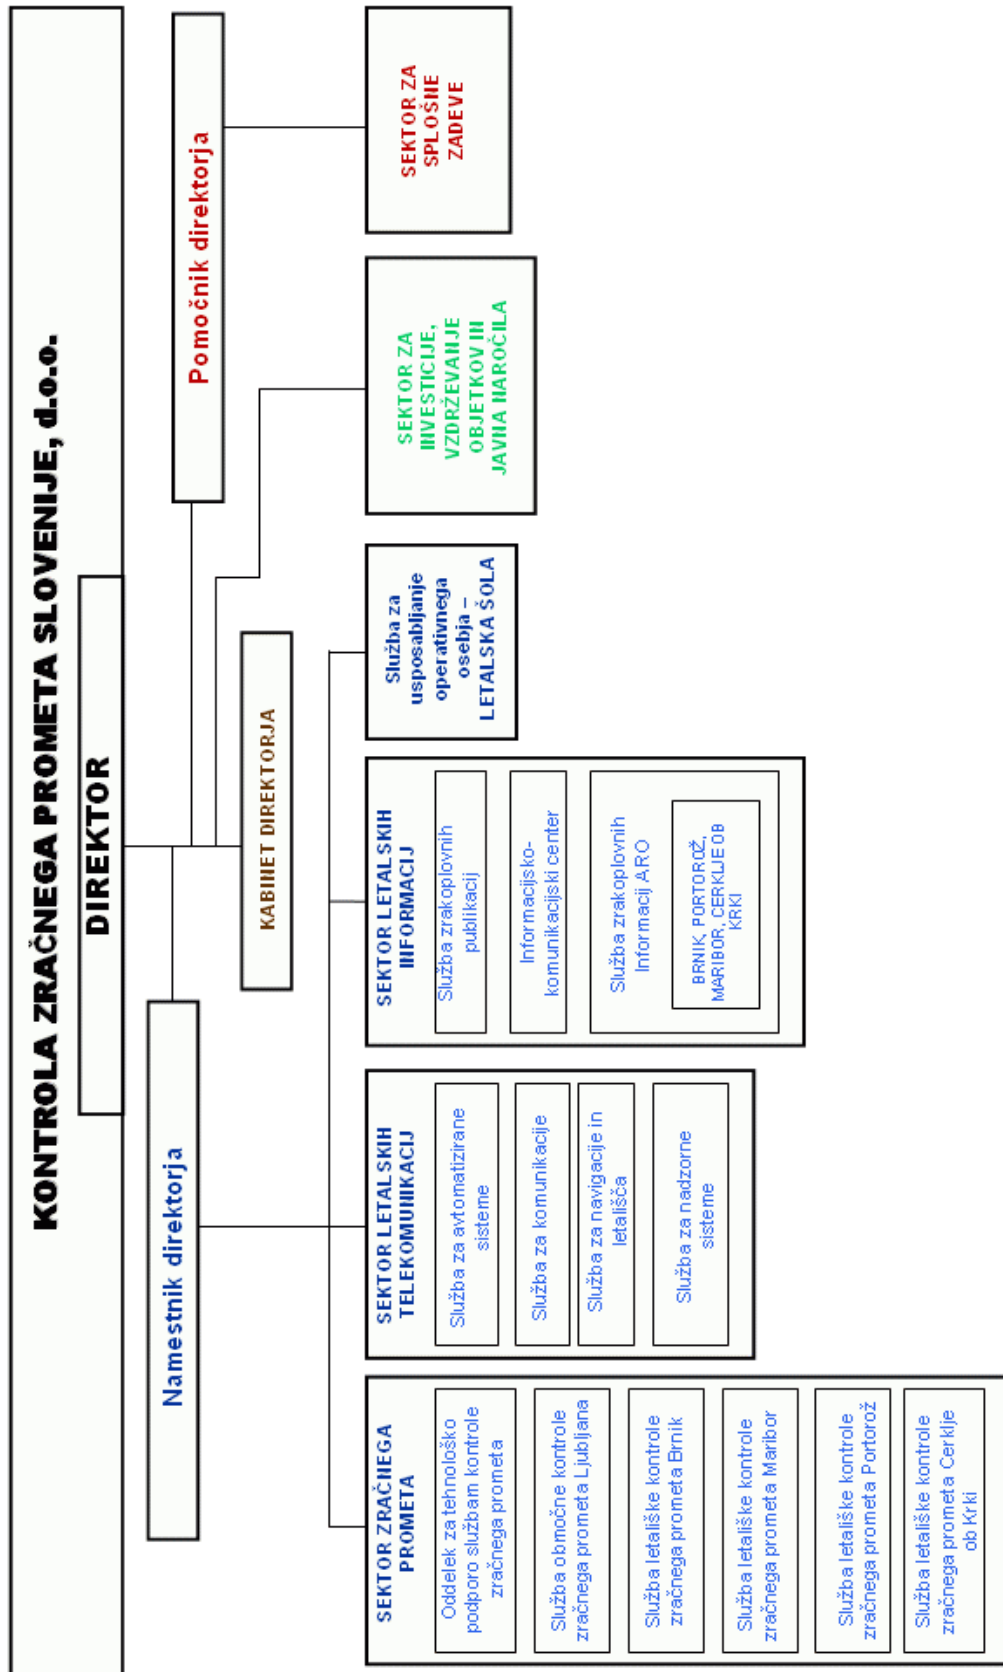 KONTROLA ZRAČNEGA PROMETA SLOVENIJE, d.o.o.
DIREKTOR
Namestnik direktorja
Pomočnik direktorja
KABINET DIREKTORJA
SEKTOR ZRAČNEGA
PROMETA
Oddelek za tehnološko
podporo službam kontrole
zračnega prometa
Služba območne kontrole
zračnega prometa Ljubljana
Služba letališke kontrole
zračnega prometa Brnik
Služba letališke kontrole
zračnega prometa Maribor
Služba letališke kontrole
zračnega prometa Portorož
Služba letališke kontrole
zračnega prometa Cerklje
ob Krki
SEKTOR LETALSKIH
TELEKOMUNIKACIJ
Služba za avtomatizirane
sisteme
Služba za komunikacije
Služba za navigacije in
letališča
Služba za nadzorne
sisteme
SEKTOR LETALSKIH
INFORMACIJ
Služba zrakoplovnih
publikacij
Informacijsko-
komunikacijski center
Služba zrakoplovnih
Informacij ARO
BRNIK, PORTOROŽ,
MARIBOR, CERKLJE OB
KRKI
Služba za
usposabljanje
operativnega
osebja –
LETALSKA ŠOLA
SEKTOR ZA
INVESTICIJE,
VZDRŽEVANJE
OBJETKOV IN
JAVNA NAROČILA
SEKTOR ZA
SPLOŠNE
ZADEVE